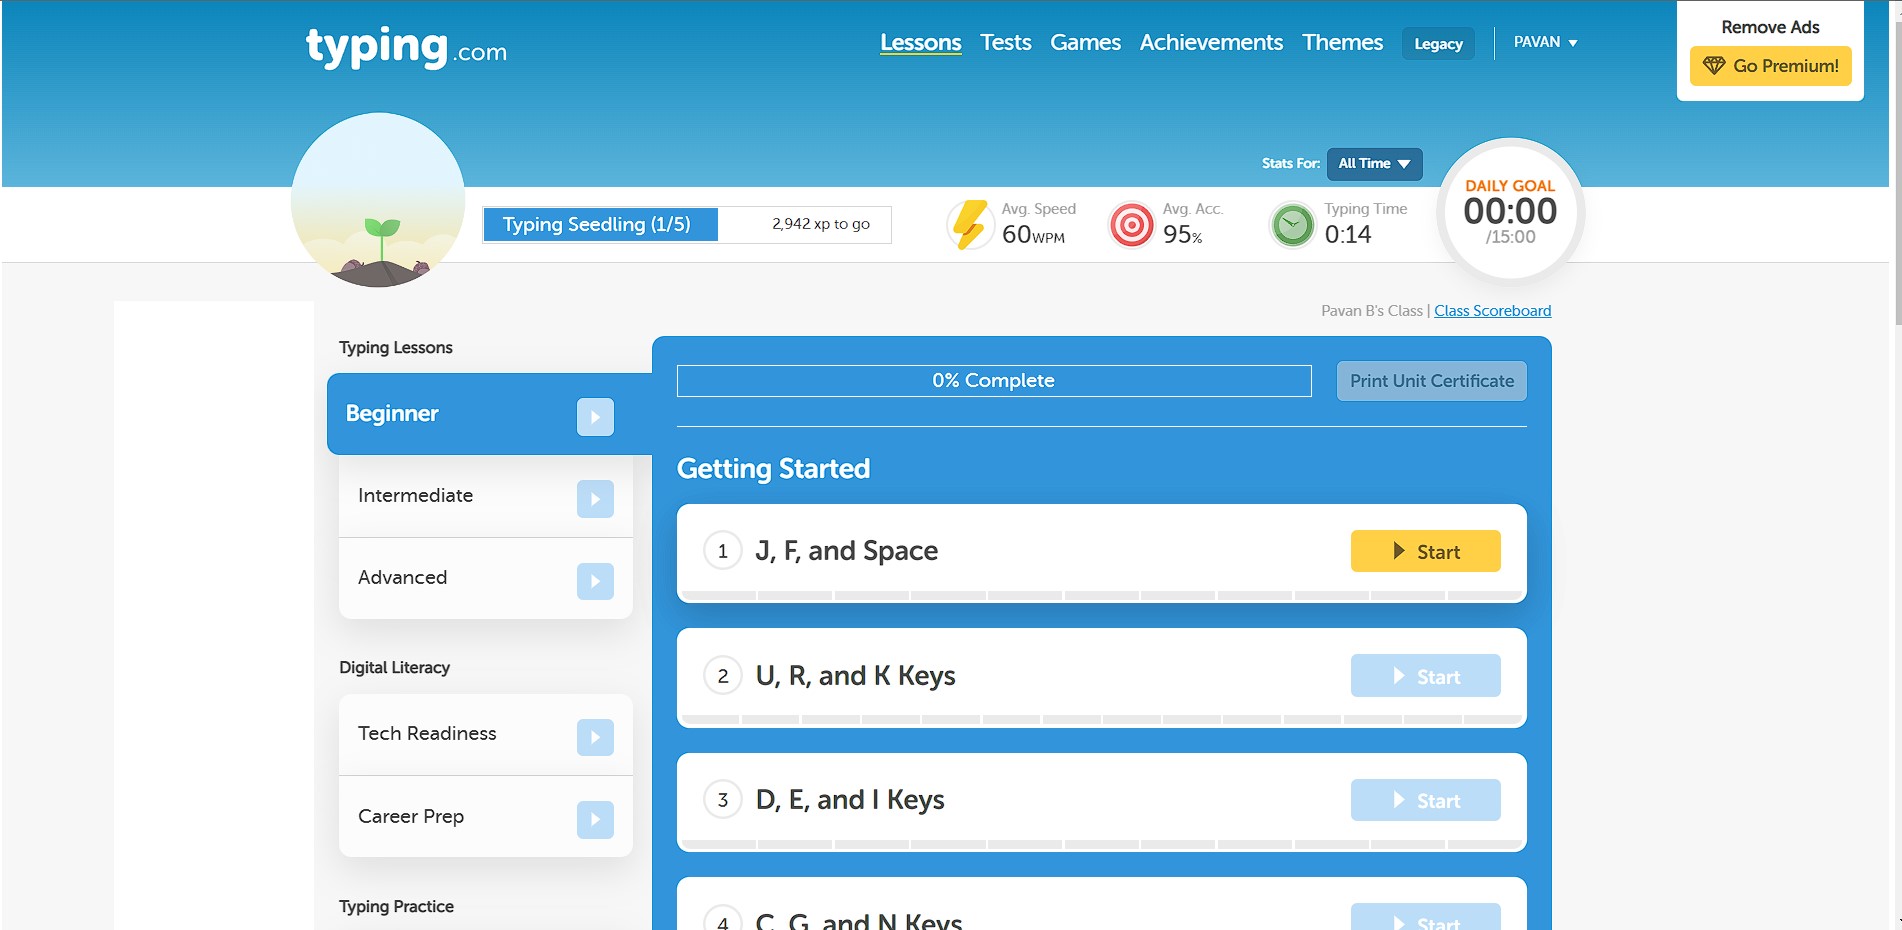 typing.com
Lessons Tests Games Achievements Themes Legacy PAVAN
Remove Ads
Go Premium!
Stats For: All Time
Typing Seedling (1/5) 2,942 xp to go
Avg. Speed
60WPM
Avg. Acc.
95%
Typing Time
0:14
DAILY GOAL
00:00
/15:00
Pavan B's Class | Class Scoreboard
Typing Lessons
Beginner
Intermediate
Advanced
Digital Literacy
Tech Readiness
Career Prep
Typing Practice
0% Complete
Print Unit Certificate
Getting Started
1 J, F, and Space Start
2 U, R, and K Keys Start
3 D, E, and I Keys Start
4 C, G, and N Keys Start